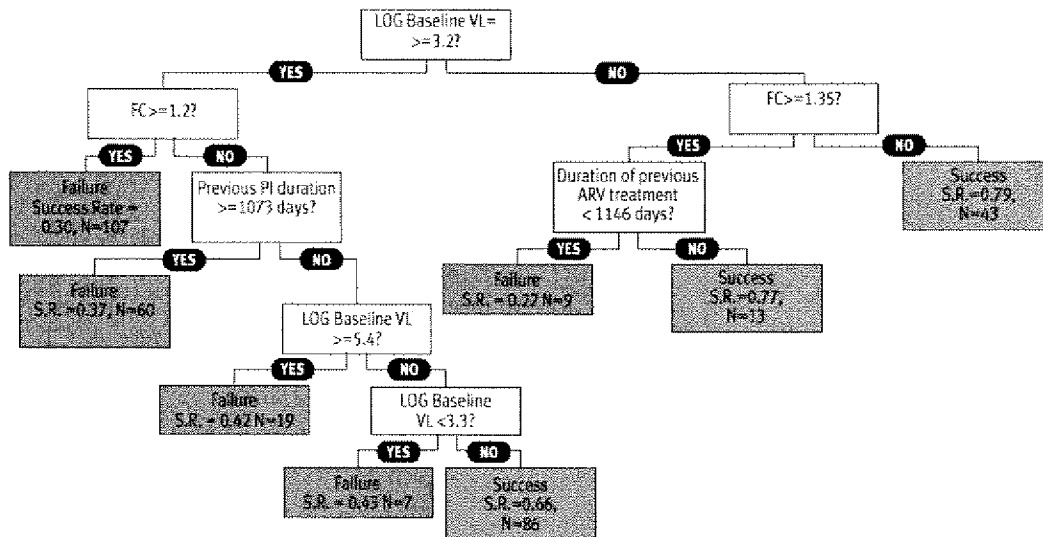 LOG Baseline VL=
>=3.2?
YES
NO
FC>=1.2?
FC>=1.35?
YES
NO
YES
NO
Failure
Success Rate =
0.30, N=107
Previous PI duration
>=1073 days?
Duration of previous
ARV treatment
< 1146 days?
Success
S.R.=0.79,
N=43
YES
NO
YES
NO
Failure
S.R. =0.37, N=60
Failure
S.R. = 0.22 N=9
Success
S.R.=0.77,
N=13
LOG Baseline VL
>=5.4?
YES
NO
Failure
S.R. = 0.42 N=19
LOG Baseline
VL <3.3?
YES
NO
Failure
S.R. = 0.43 N=7
Success
S.R.=0.66,
N=86